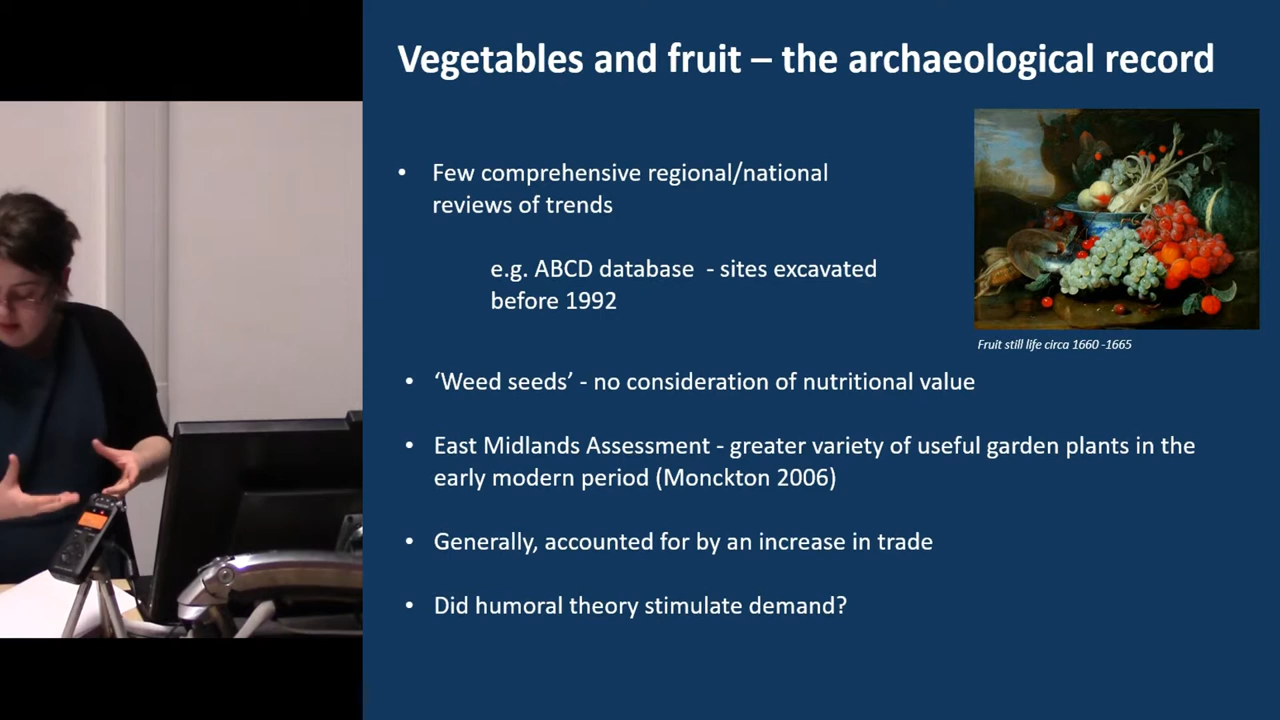 Vegetables and fruit – the archaeological record
• Few comprehensive regional/national
reviews of trends
e.g. ABCD database - sites excavated
before 1992
Fruit still life circa 1660 -1665
• ‘Weed seeds’ - no consideration of nutritional value
• East Midlands Assessment - greater variety of useful garden plants in the
early modern period (Monckton 2006)
• Generally, accounted for by an increase in trade
• Did humoral theory stimulate demand?